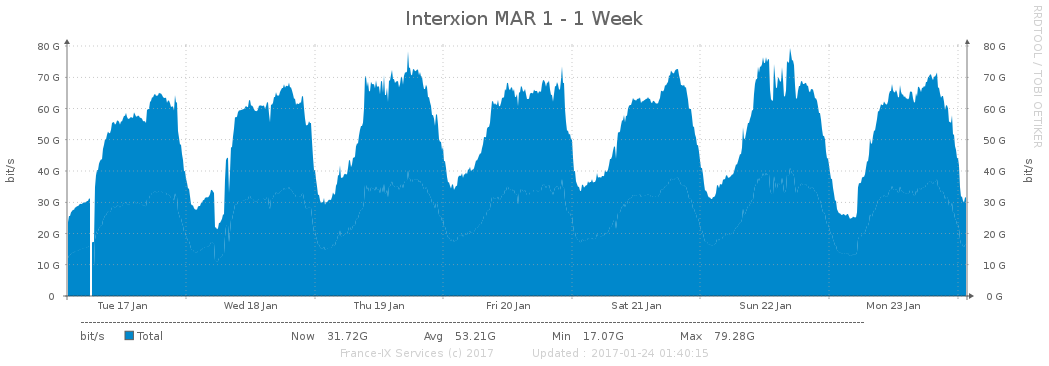 Interxion MAR 1 - 1 Week
RRDTOOL / TOBI OETIKER
bit/s
80 G
70 G
60 G
50 G
40 G
30 G
20 G
10 G
0
80 G
70 G
60 G
50 G
40 G
30 G
20 G
10 G
0 G
bit/s
Tue 17 Jan Wed 18 Jan Thu 19 Jan Fri 20 Jan Sat 21 Jan Sun 22 Jan Mon 23 Jan
bit/s Total Now 31.72G Avg 53.21G Min 17.07G Max 79.28G
France-IX Services (c) 2017 Updated : 2017-01-24 01:40:15